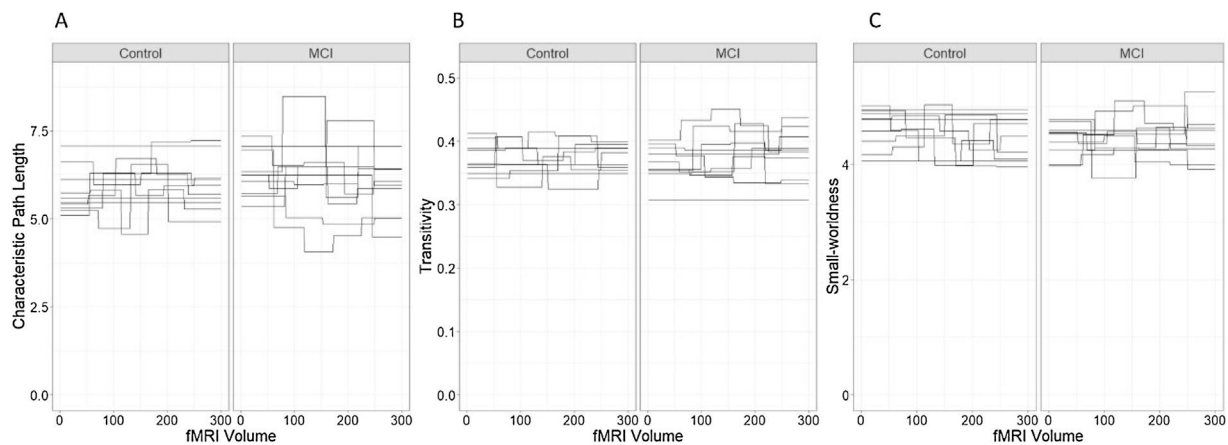 A
Control
MCI
Characteristic Path Length
7.5
5.0
2.5
0.0
0 100 200 300 0 100 200 300
fMRI Volume
B
Control
MCI
Transitivity
0.5
0.4
0.3
0.2
0.1
0.0
0 100 200 300 0 100 200 300
fMRI Volume
C
Control
MCI
Small-worldness
4
2
0
0 100 200 300 0 100 200 300
fMRI Volume